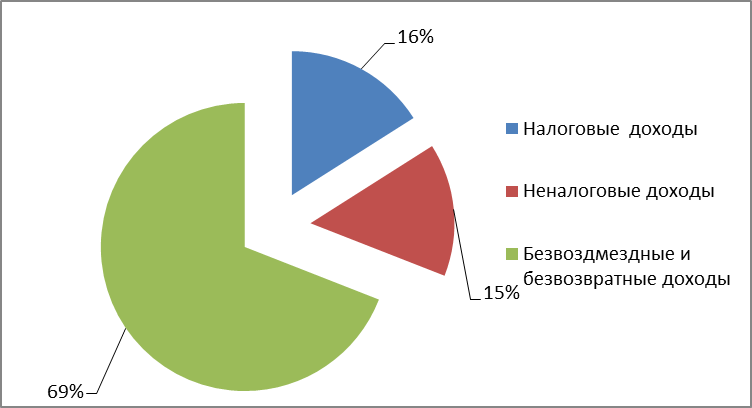 16%
Налоговые доходы
Неналоговые доходы
Безвоздмездные и
безвозвратные доходы
15%
69%